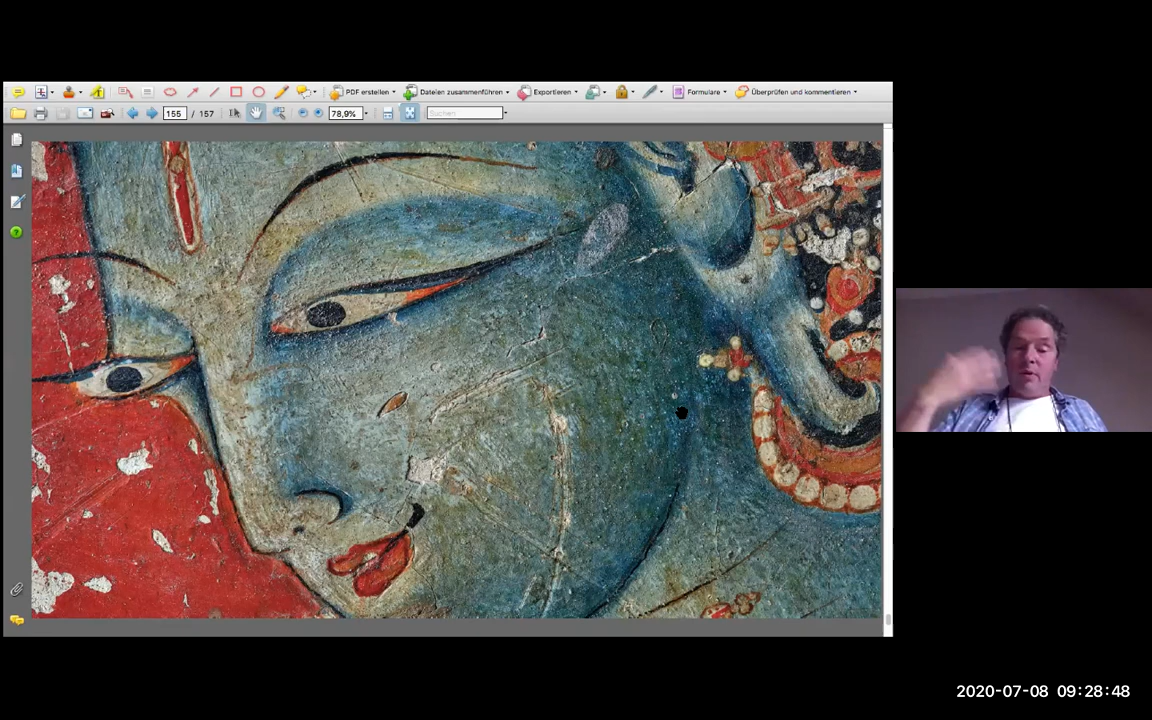 PDF erstellen Dateien zusammenführen Exportieren Formulare Überprüfen und kommentieren
155 / 157 78,9% Suchen
2020-07-08 09:28:48